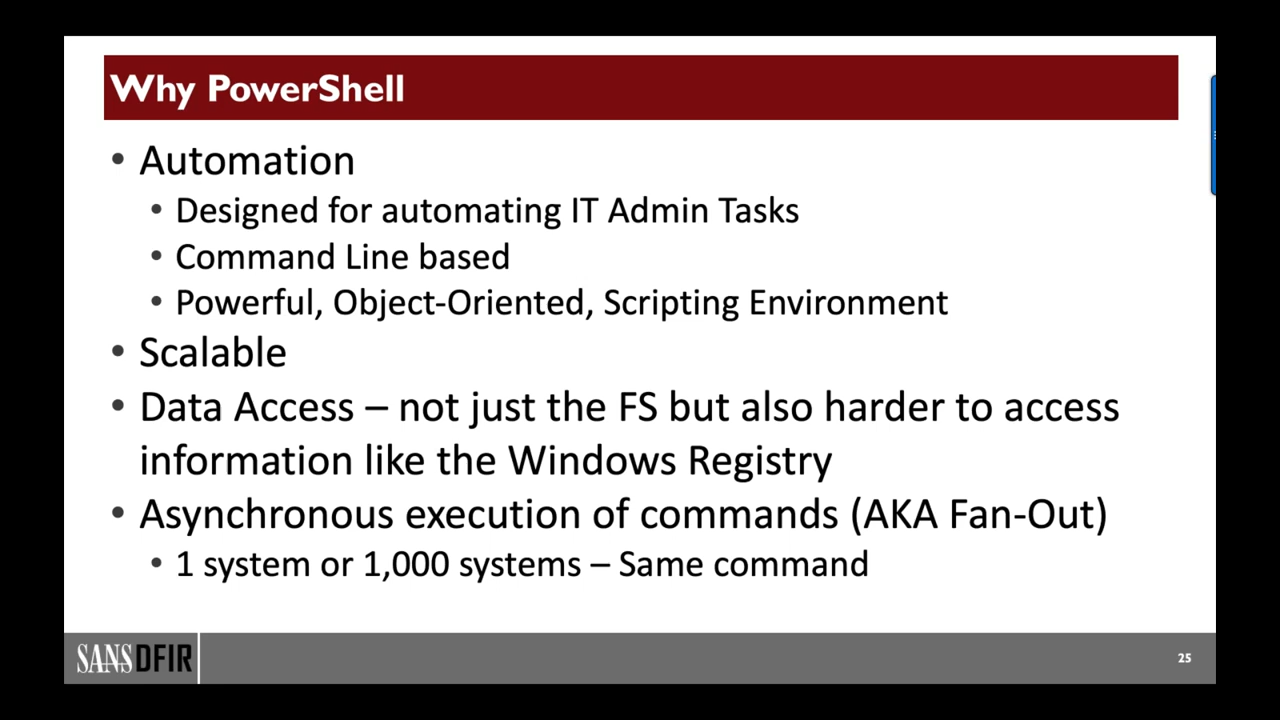 Why PowerShell
• Automation
• Designed for automating IT Admin Tasks
• Command Line based
• Powerful, Object-Oriented, Scripting Environment
• Scalable
• Data Access – not just the FS but also harder to access
information like the Windows Registry
• Asynchronous execution of commands (AKA Fan-Out)
• 1 system or 1,000 systems – Same command
SANS DFIR
25